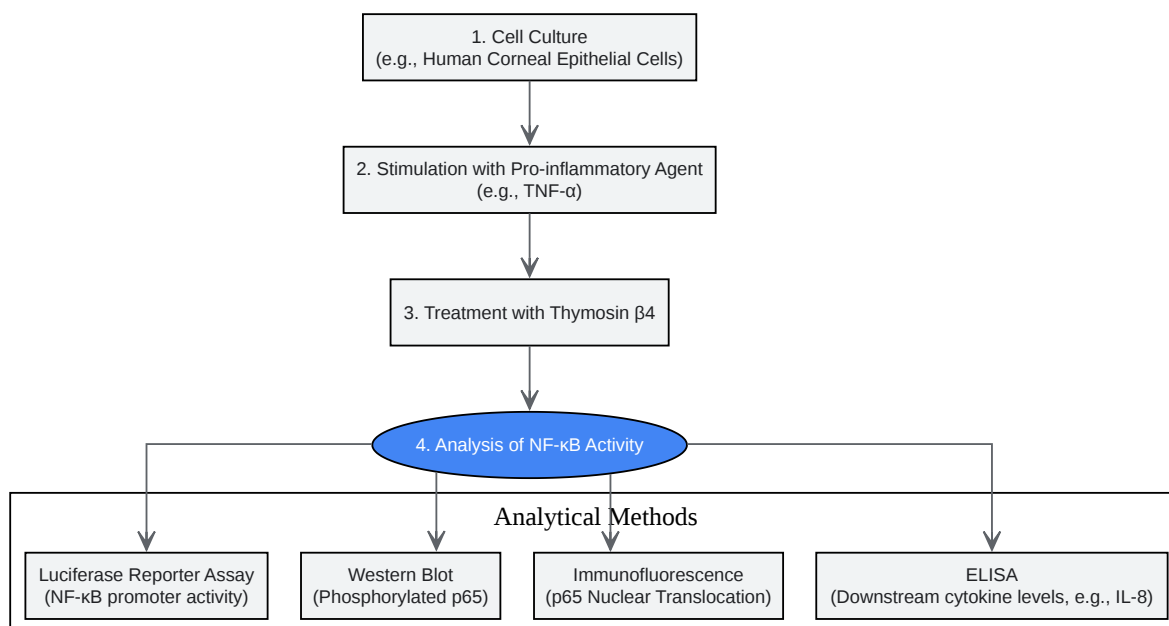 1. Cell Culture
(e.g., Human Corneal Epithelial Cells)
2. Stimulation with Pro-inflammatory Agent
(e.g., TNF-α)
3. Treatment with Thymosin β4
4. Analysis of NF-κB Activity
Analytical Methods
Luciferase Reporter Assay
(NF-κB promoter activity)
Western Blot
(Phosphorylated p65)
Immunofluorescence
(p65 Nuclear Translocation)
ELISA
(Downstream cytokine levels, e.g., IL-8)